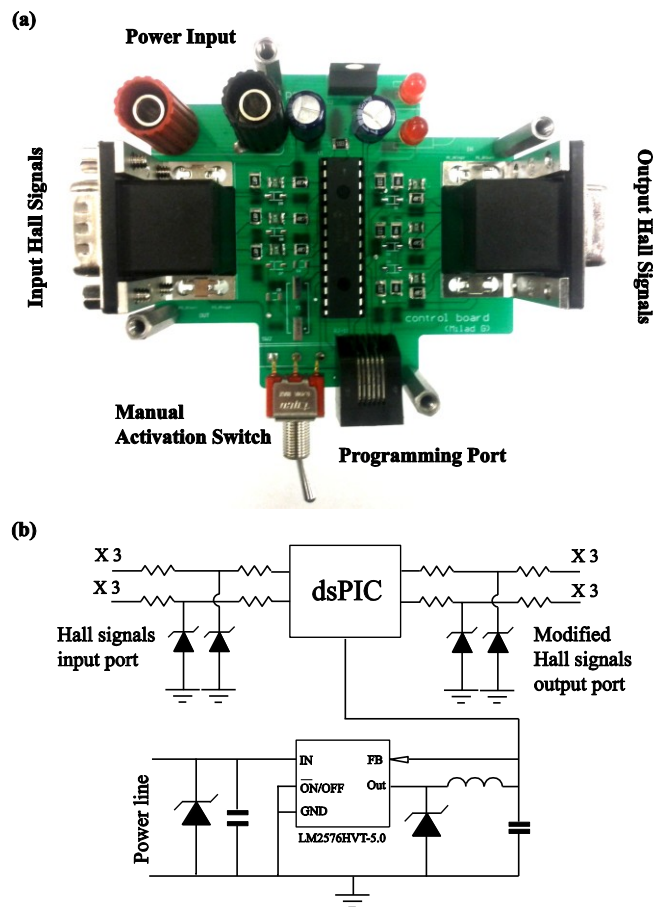 (a)
Power Input
Input Hall Signals
Output Hall Signals
control board
(Milad G)
Manual
Activation Switch
Programming Port
(b)
X 3
X 3
X 3
X 3
dsPIC
Hall signals
input port
Modified
Hall signals
output port
Power line
IN
FB
ON/OFF
Out
GND
LM2576HVT-5.0